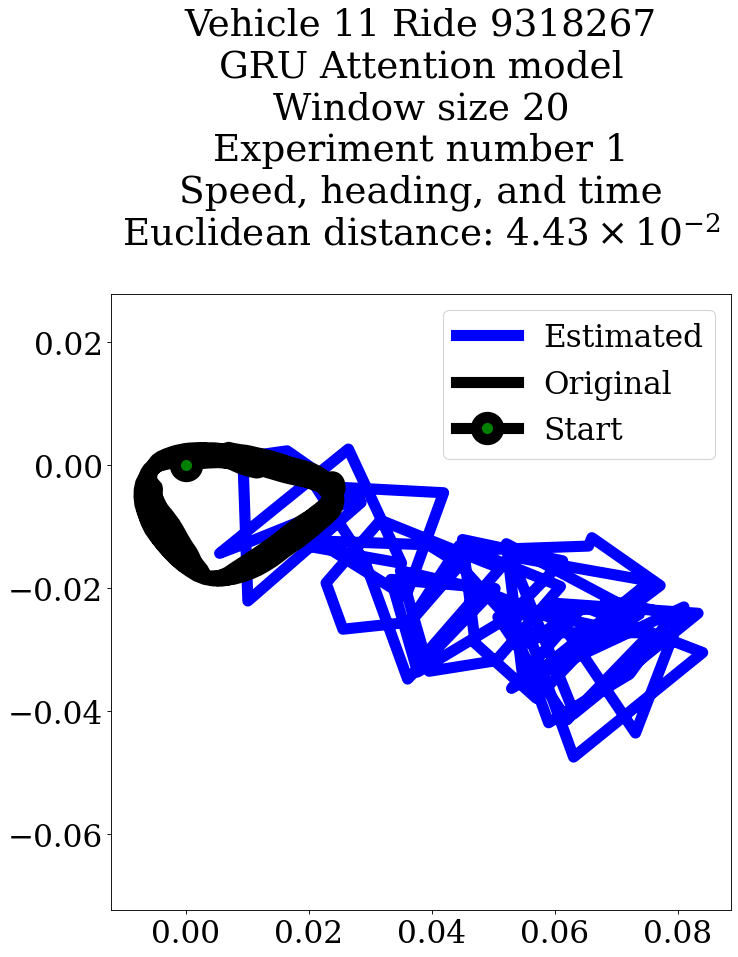 Vehicle 11 Ride 9318267
GRU Attention model
Window size 20
Experiment number 1
Speed, heading, and time
Euclidean distance: 4.43 × 10⁻²
Estimated
Original
Start
0.02
0.00
−0.02
−0.04
−0.06
0.00 0.02 0.04 0.06 0.08